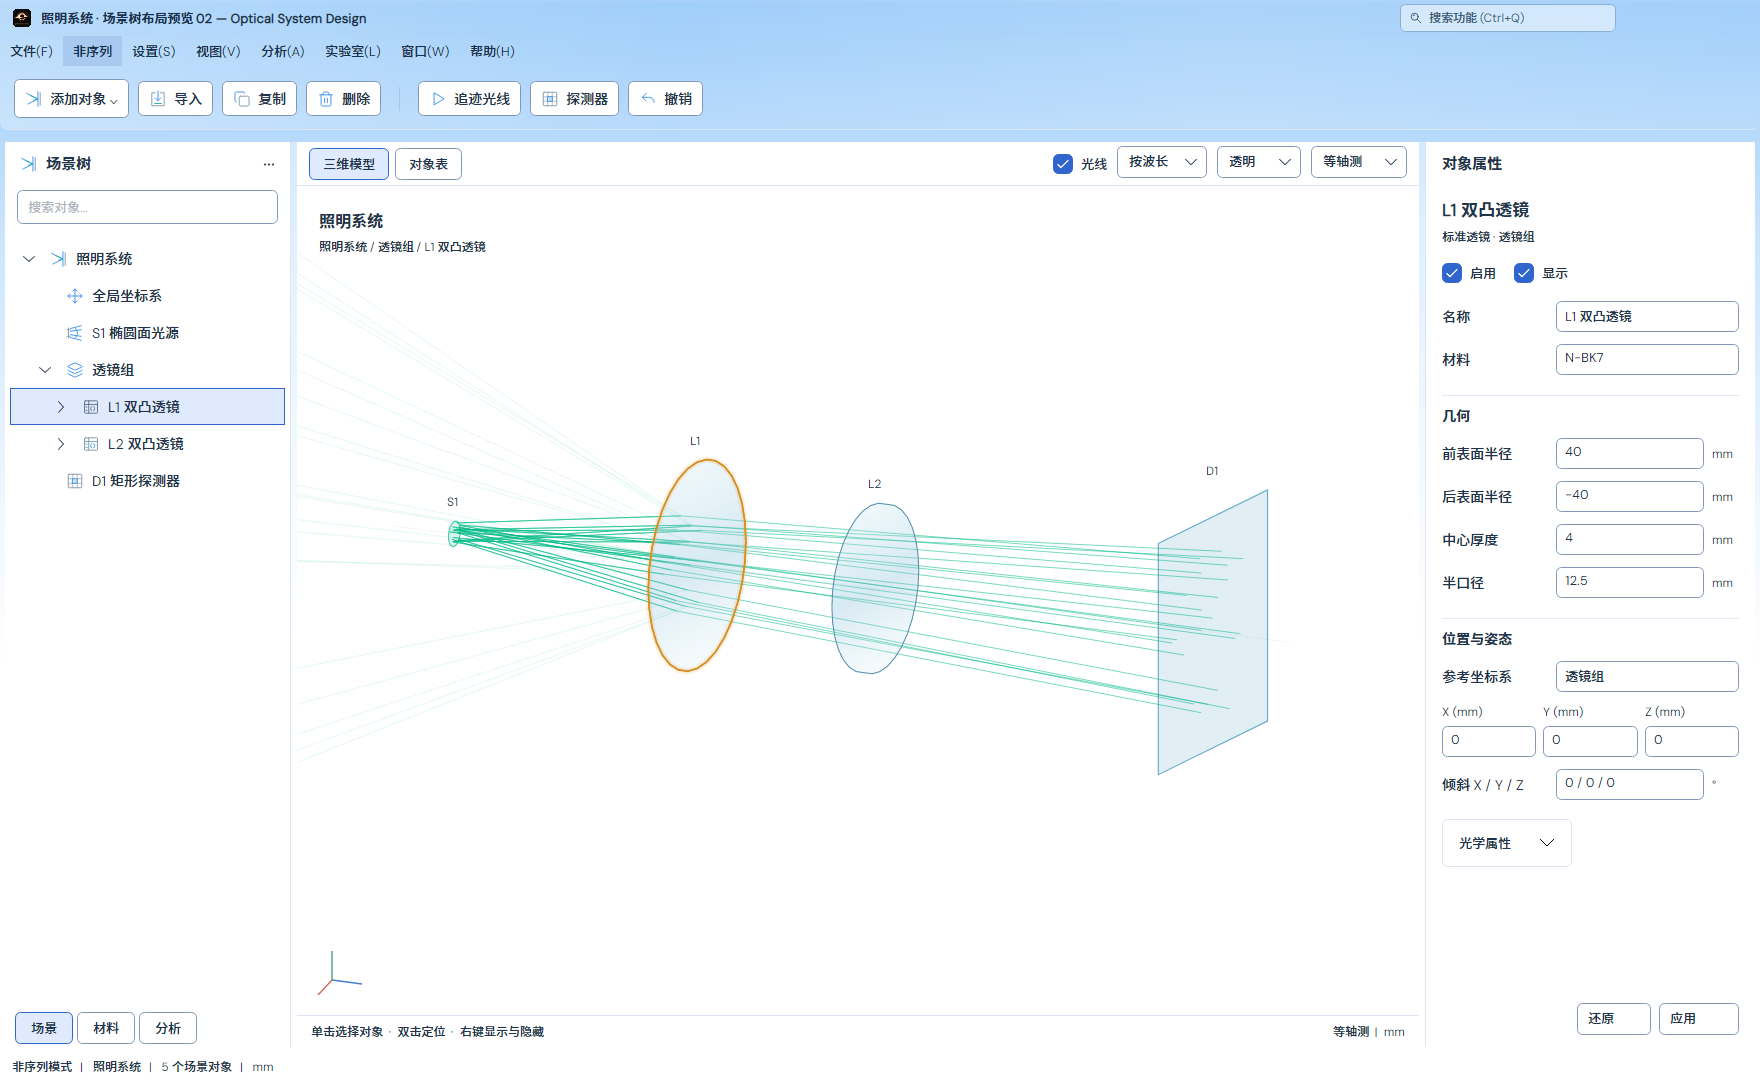 照明系统 · 场景树布局预览 02 — Optical System Design
搜索功能 (Ctrl+Q)
文件(F) 非序列 设置(S) 视图(V) 分析(A) 实验室(L) 窗口(W) 帮助(H)
添加对象 导入 复制 删除 追迹光线 探测器 撤销
场景树 ...
搜索对象...
照明系统
全局坐标系
S1 椭圆面光源
透镜组
L1 双凸透镜
L2 双凸透镜
D1 矩形探测器
场景 材料 分析
三维模型 对象表 光线 按波长 透明 等轴测
照明系统
照明系统 / 透镜组 / L1 双凸透镜
L1
D1
L2
S1
单击选择对象 · 双击定位 · 右键显示与隐藏
等轴测 | mm
对象属性
L1 双凸透镜
标准透镜 · 透镜组
启用 显示
名称 L1 双凸透镜
材料 N-BK7
几何
前表面半径 40 mm
后表面半径 -40 mm
中心厚度 4 mm
半口径 12.5 mm
位置与姿态
参考坐标系 透镜组
X (mm) Y (mm) Z (mm)
0 0 0
倾斜 X / Y / Z 0 / 0 / 0 °
光学属性
还原 应用
非序列模式 | 照明系统 | 5 个场景对象 | mm